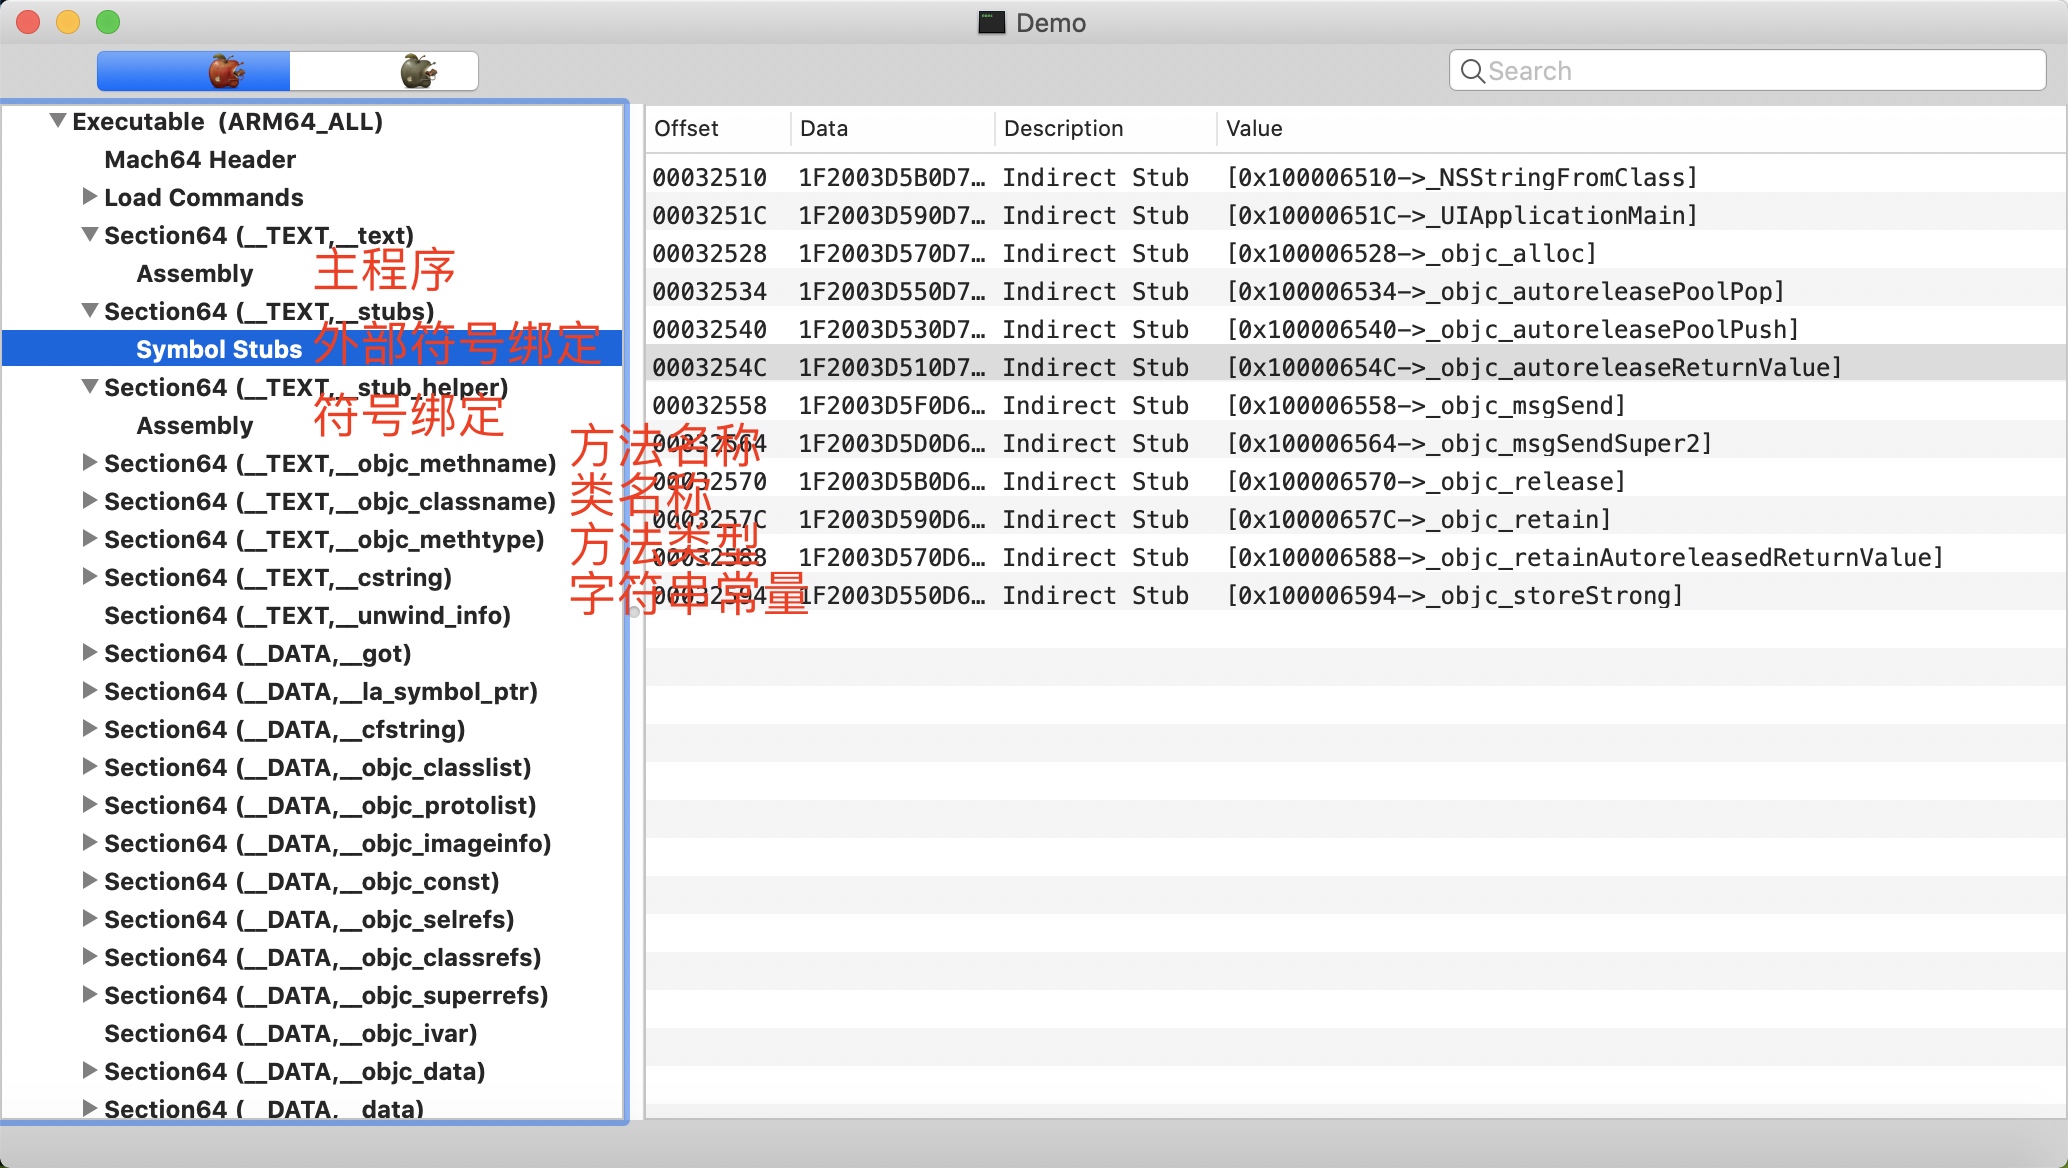 Demo
Search
Executable (ARM64_ALL)
Mach64 Header
Load Commands
Section64 (__TEXT,__text)
Assembly 主程序
Section64 (__TEXT,__stubs)
Symbol Stubs 外部符号绑定
Section64 (__TEXT,__stub_helper)
Assembly 符号绑定
Section64 (__TEXT,__objc_methname) 方法名称
Section64 (__TEXT,__objc_classname) 类名称
Section64 (__TEXT,__objc_methtype) 方法类型
Section64 (__TEXT,__cstring) 字符串常量
Section64 (__TEXT,__unwind_info)
Section64 (__DATA,__got)
Section64 (__DATA,__la_symbol_ptr)
Section64 (__DATA,__cfstring)
Section64 (__DATA,__objc_classlist)
Section64 (__DATA,__objc_protolist)
Section64 (__DATA,__objc_imageinfo)
Section64 (__DATA,__objc_const)
Section64 (__DATA,__objc_selrefs)
Section64 (__DATA,__objc_classrefs)
Section64 (__DATA,__objc_superrefs)
Section64 (__DATA,__objc_ivar)
Section64 (__DATA,__objc_data)
Section64 (__DATA,__data)
Offset Data Description Value
00032510 1F2003D5B0D7… Indirect Stub [0x100006510->_NSStringFromClass]
0003251C 1F2003D590D7… Indirect Stub [0x10000651C->_UIApplicationMain]
00032528 1F2003D570D7… Indirect Stub [0x100006528->_objc_alloc]
00032534 1F2003D550D7… Indirect Stub [0x100006534->_objc_autoreleasePoolPop]
00032540 1F2003D530D7… Indirect Stub [0x100006540->_objc_autoreleasePoolPush]
0003254C 1F2003D510D7… Indirect Stub [0x10000654C->_objc_autoreleaseReturnValue]
00032558 1F2003D5F0D6… Indirect Stub [0x100006558->_objc_msgSend]
00032564 1F2003D5D0D6… Indirect Stub [0x100006564->_objc_msgSendSuper2]
00032570 1F2003D5B0D6… Indirect Stub [0x100006570->_objc_release]
0003257C 1F2003D590D6… Indirect Stub [0x10000657C->_objc_retain]
00032588 1F2003D570D6… Indirect Stub [0x100006588->_objc_retainAutoreleasedReturnValue]
00032594 1F2003D550D6… Indirect Stub [0x100006594->_objc_storeStrong]